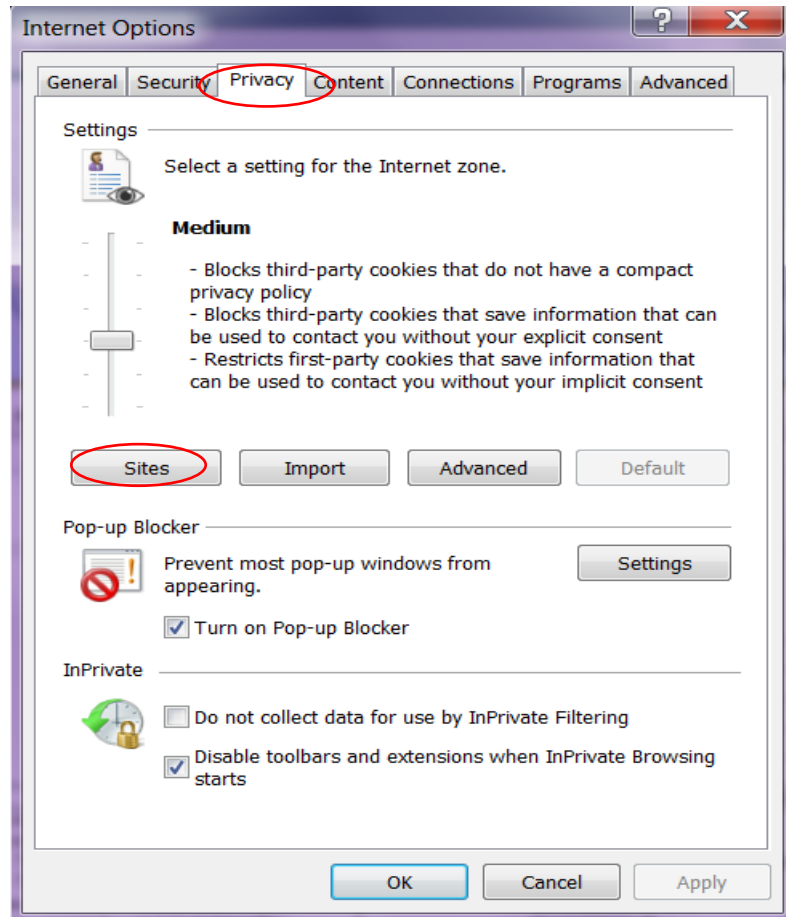 Internet Options
? X
General Security Privacy Content Connections Programs Advanced
Settings
Select a setting for the Internet zone.
Medium
- Blocks third-party cookies that do not have a compact
privacy policy
- Blocks third-party cookies that save information that can
be used to contact you without your explicit consent
- Restricts first-party cookies that save information that
can be used to contact you without your implicit consent
Sites Import Advanced Default
Pop-up Blocker
Prevent most pop-up windows from
appearing.
Settings
Turn on Pop-up Blocker
InPrivate
Do not collect data for use by InPrivate Filtering
Disable toolbars and extensions when InPrivate Browsing
starts
OK Cancel Apply